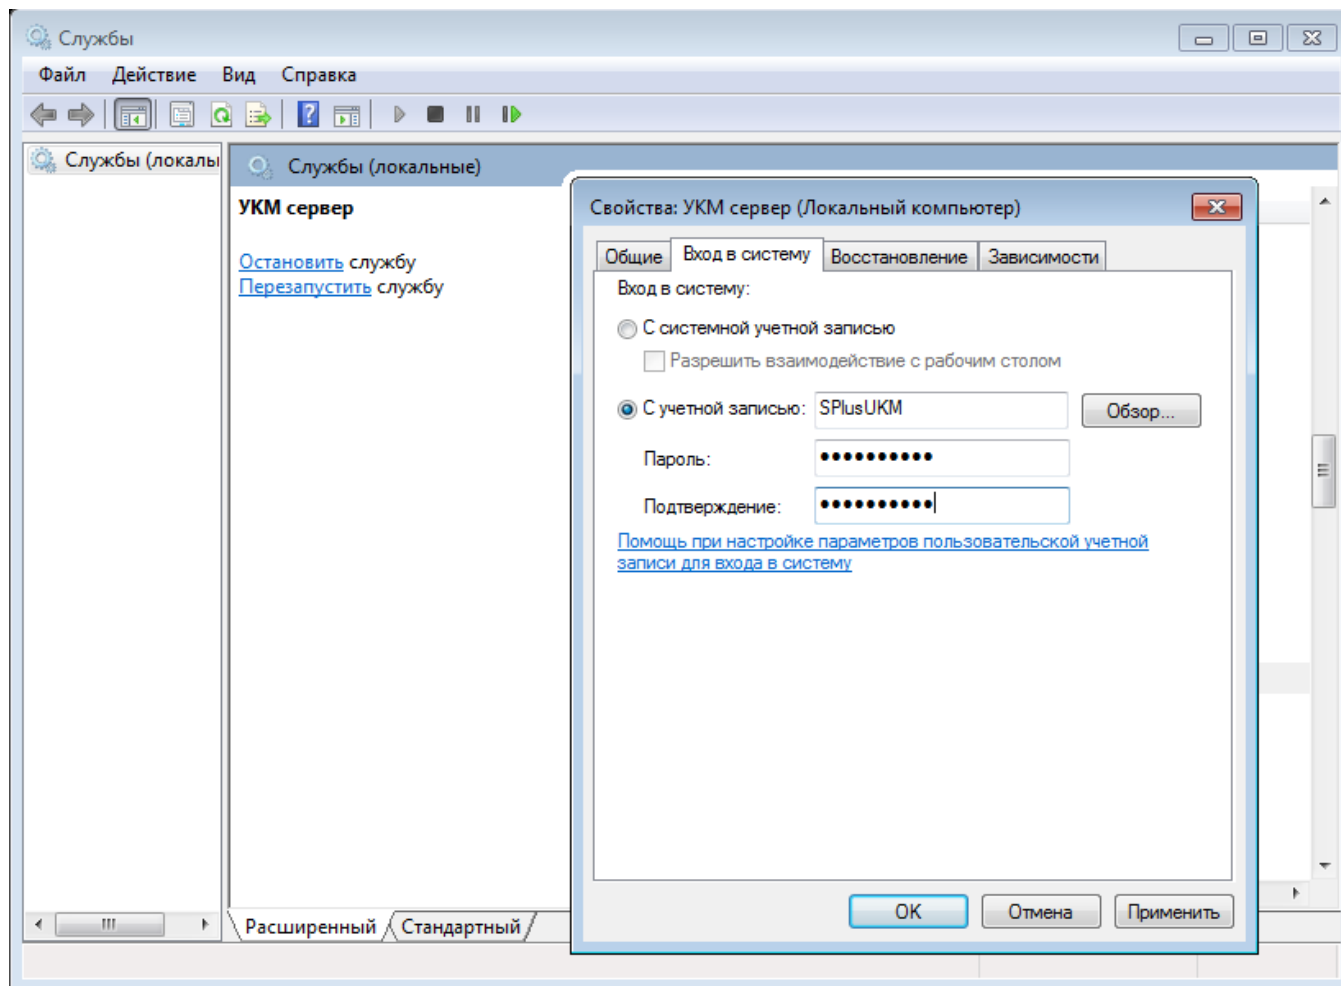 Службы
Файл Действие Вид Справка
Службы (локалы
Службы (локальные)
УКМ сервер
Остановить службу
Перезапустить службу
Расширенный Стандартный
Свойства: УКМ сервер (Локальный компьютер)
Общие Вход в систему Восстановление Зависимости
Вход в систему:
С системной учетной записью
Разрешить взаимодействие с рабочим столом
С учетной записью: SPlusUKM Обзор...
Пароль: ●●●●●●●●●●
Подтверждение: ●●●●●●●●●●
Помощь при настройке параметров пользовательской учетной
записи для входа в систему
OK Отмена Применить